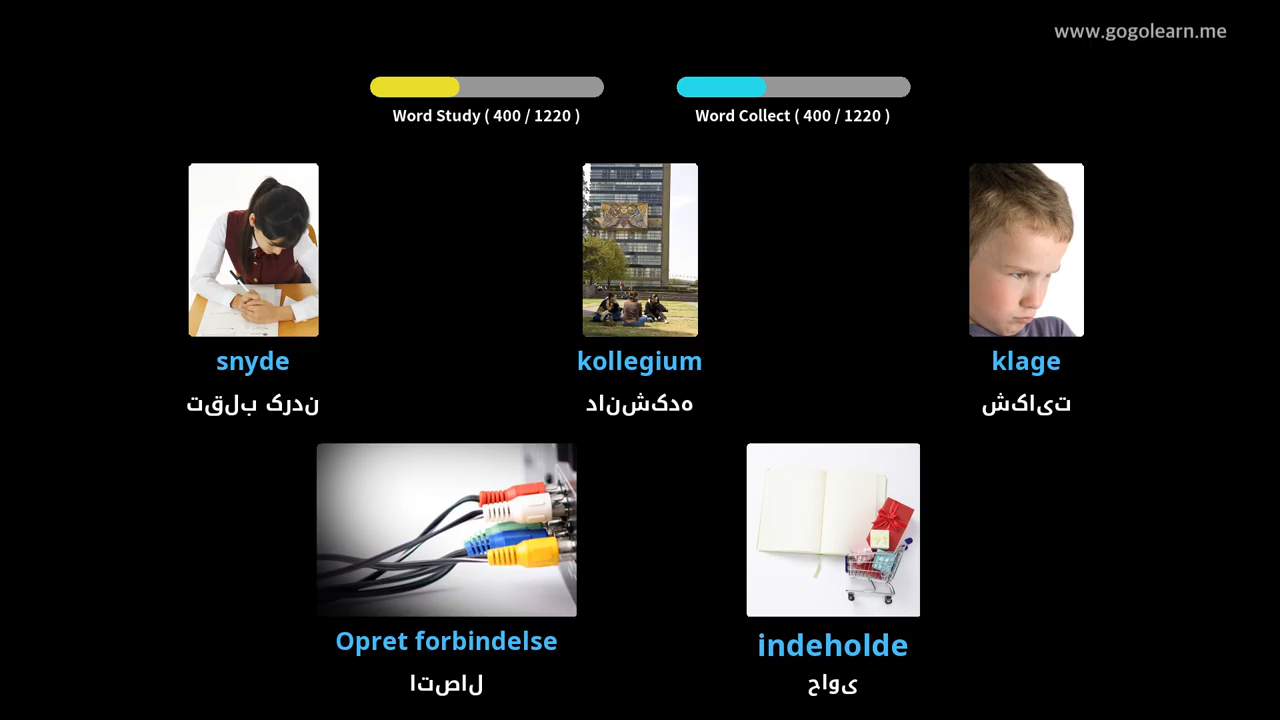 www.gogolearn.me
Word Study ( 400 / 1220 )
Word Collect ( 400 / 1220 )
snyde
ندرک بلقت
kollegium
هدکشناد
klage
تیاکش
Opret forbindelse
لاصتا
indeholde
یواح